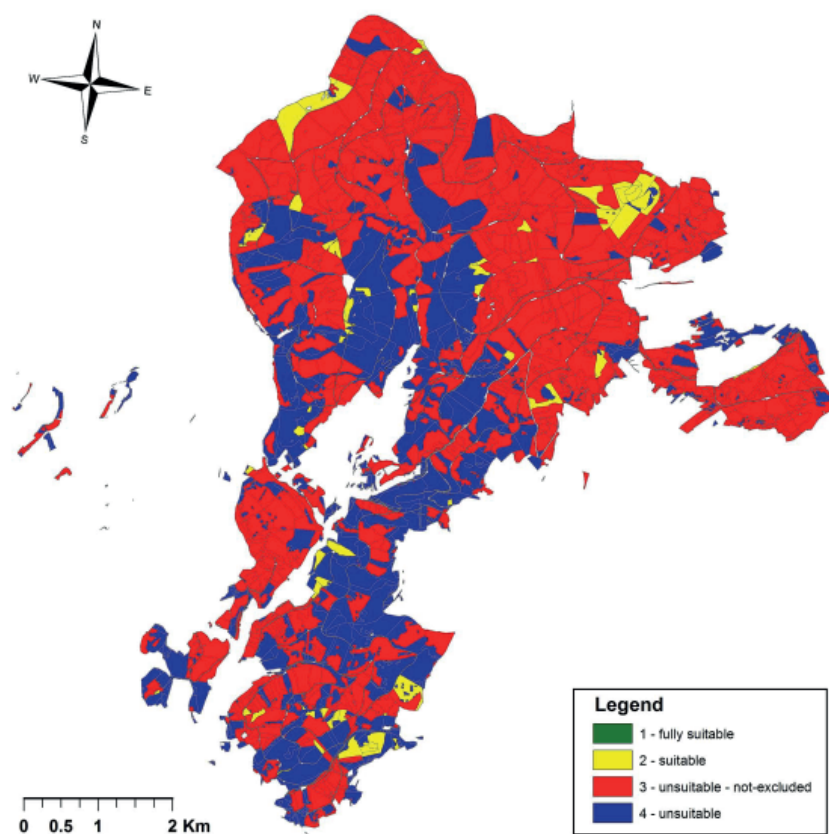 N
W
E
S
Legend
1 - fully suitable
2 - suitable
3 - unsuitable - not-excluded
4 - unsuitable
0 0.5 1 2 Km